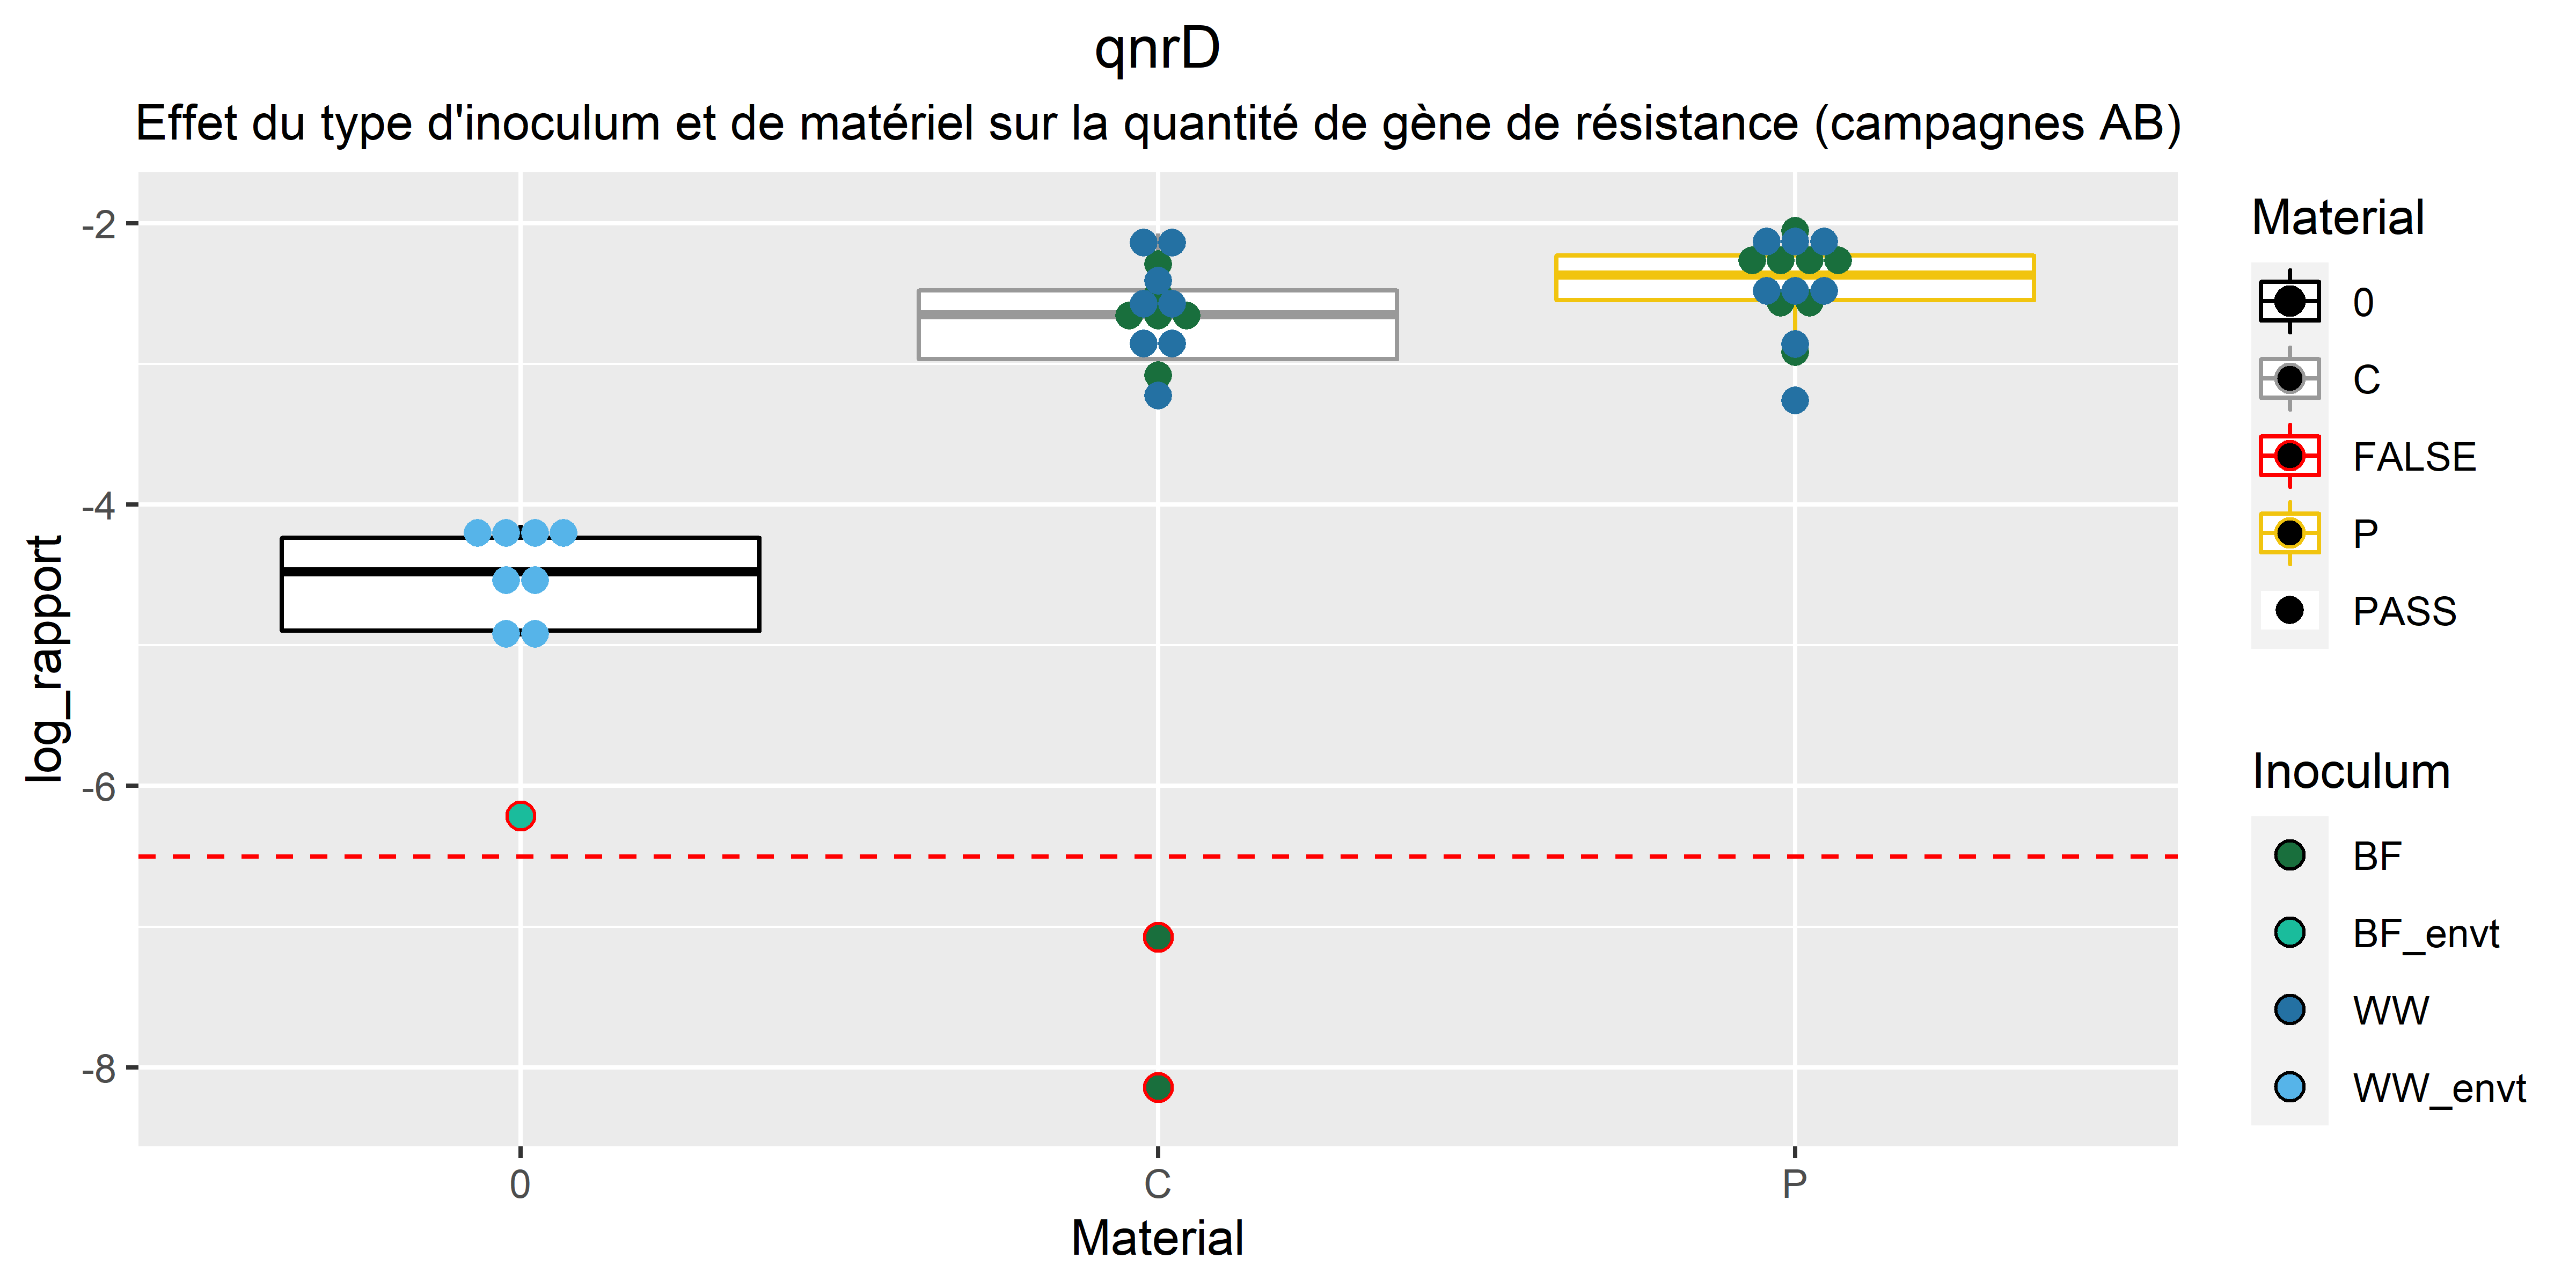 qnrD
Effet du type d'inoculum et de matériel sur la quantité de gène de résistance (campagnes AB)
log_rapport
-2
-4
-6
-8
0
C
P
Material
Material
0
C
FALSE
P
PASS
Inoculum
BF
BF_envt
WW
WW_envt